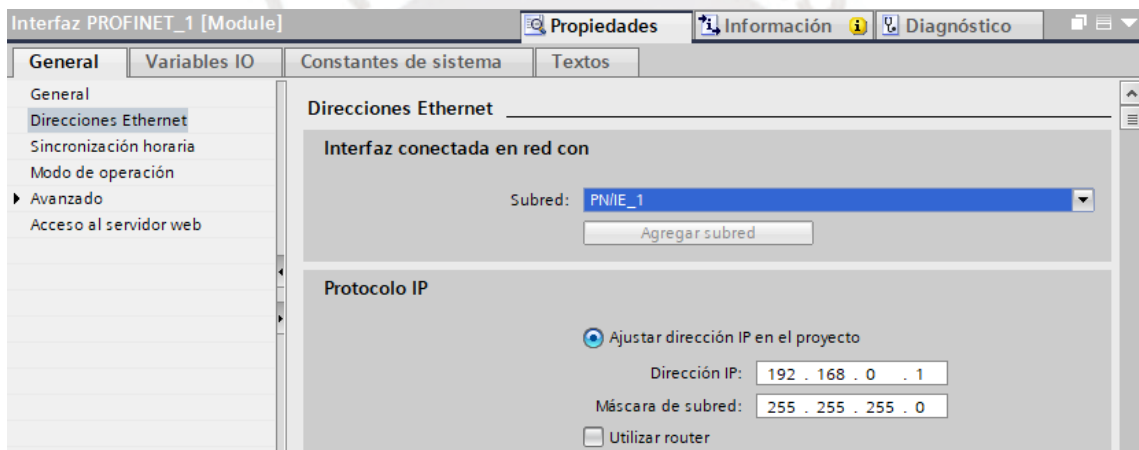 Interfaz PROFINET_1 [Module]
Propiedades
Información
Diagnóstico
General
Variables IO
Constantes de sistema
Textos
General
Direcciones Ethernet
Sincronización horaria
Modo de operación
Avanzado
Acceso al servidor web
Direcciones Ethernet
Interfaz conectada en red con
Subred: PN/IE_1
Agregar subred
Protocolo IP
Ajustar dirección IP en el proyecto
Dirección IP: 192 . 168 . 0 . 1
Máscara de subred: 255 . 255 . 255 . 0
Utilizar router